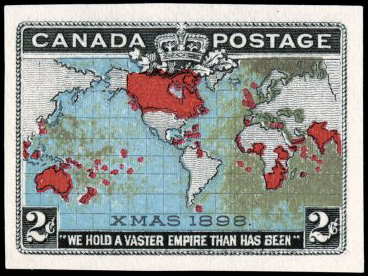 CANADA POSTAGE
XMAS 1898.
2¢ 2¢
"WE HOLD A VASTER EMPIRE THAN HAS BEEN"